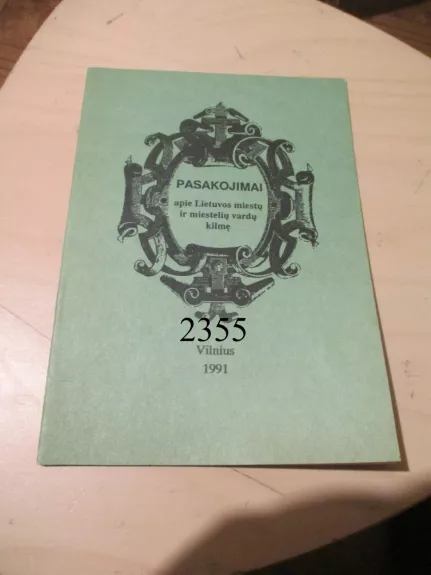 PASAKOJIMAI
apie Lietuvos miestų
ir miestelių vardų
kilmę
2355
Vilnius
1991